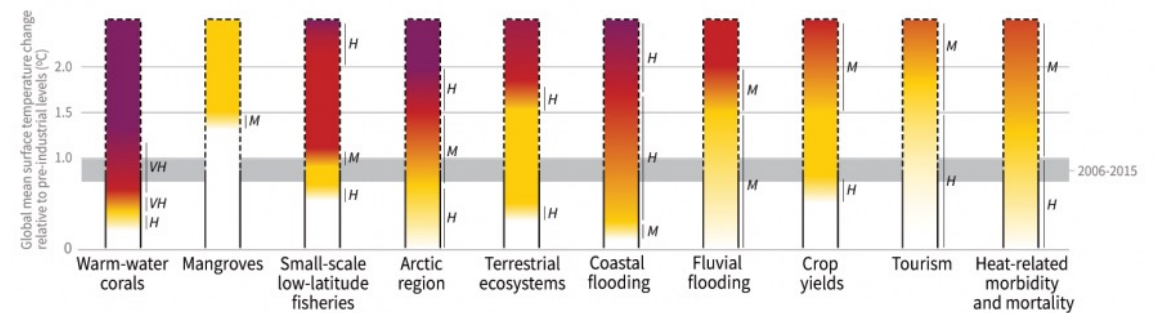 Global mean surface temperature change
relative to pre-industrial levels (ºC)
2.0
1.5
1.0
0
VH
VH
H
M
H
M
H
H
M
H
H
H
H
H
M
M
M
M
H
M
H
M
H
2006-2015
Warm-water
corals
Mangroves
Small-scale
low-latitude
fisheries
Arctic
region
Terrestrial
ecosystems
Coastal
flooding
Fluvial
flooding
Crop
yields
Tourism
Heat-related
morbidity
and mortality